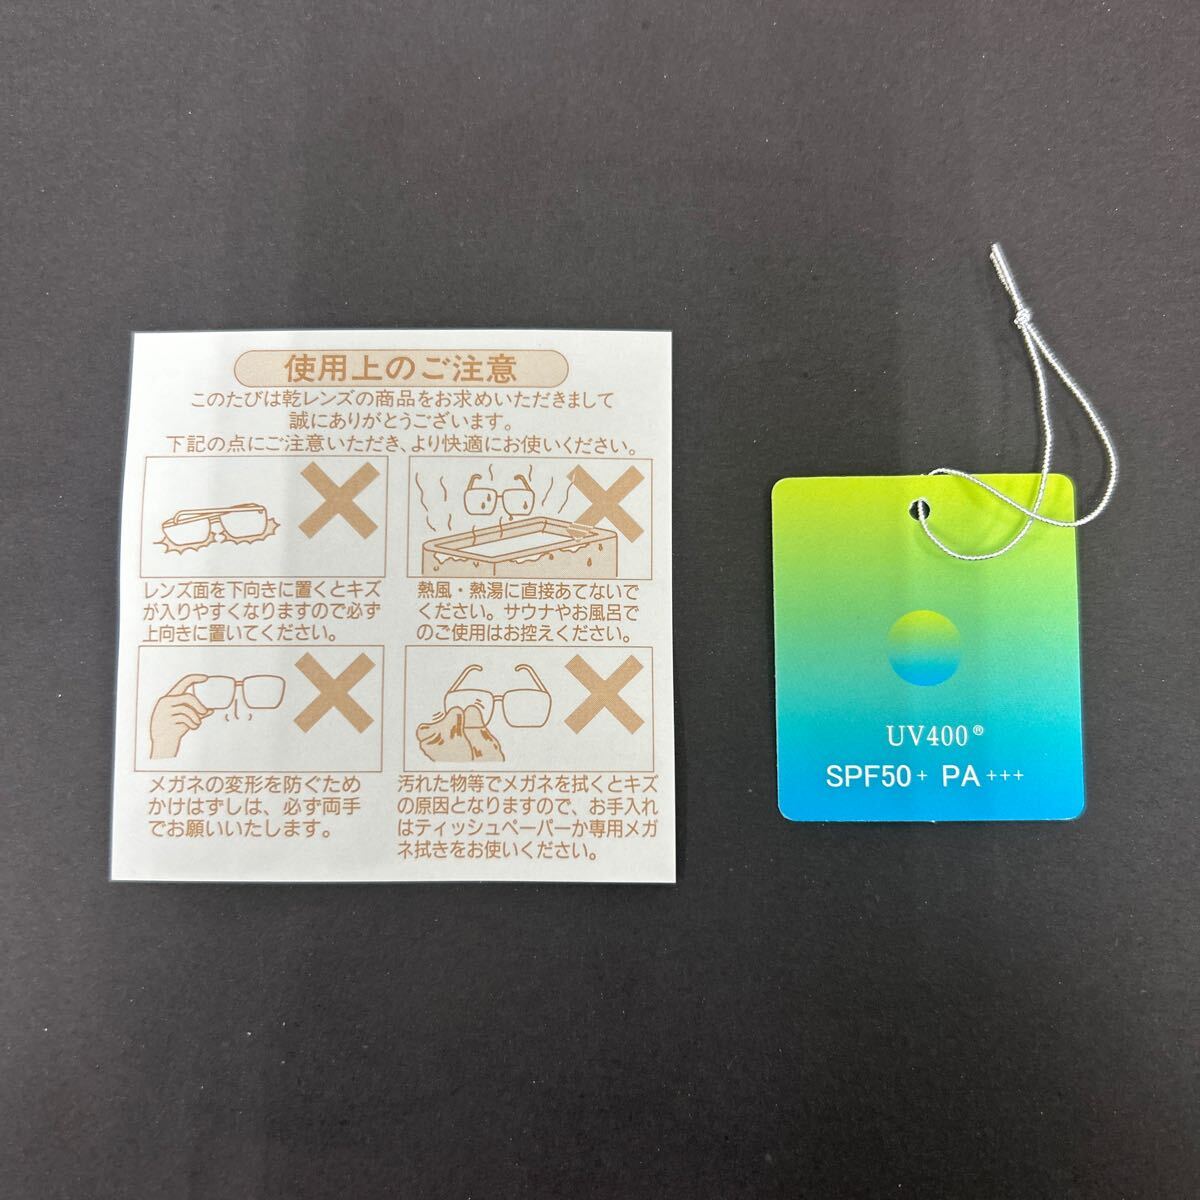 使用上のご注意
このたびは乾レンズの商品をお求めいただきまして
誠にありがとうございます。
下記の点にご注意いただき、より快適にお使いください。
レンズ面を下向きに置くとキズ
が入りやすくなりますので必ず
上向きに置いてください。
熱風・熱湯に直接あてないで
ください。サウナやお風呂で
のご使用はお控えください。
メガネの変形を防ぐため
かけはずしは、必ず両手
でお願いいたします。
汚れた物等でメガネを拭くとキズ
の原因となりますので、お手入れ
はティッシュペーパーか専用メガ
ネ拭きをお使いください。
UV400®
SPF50+ PA+++